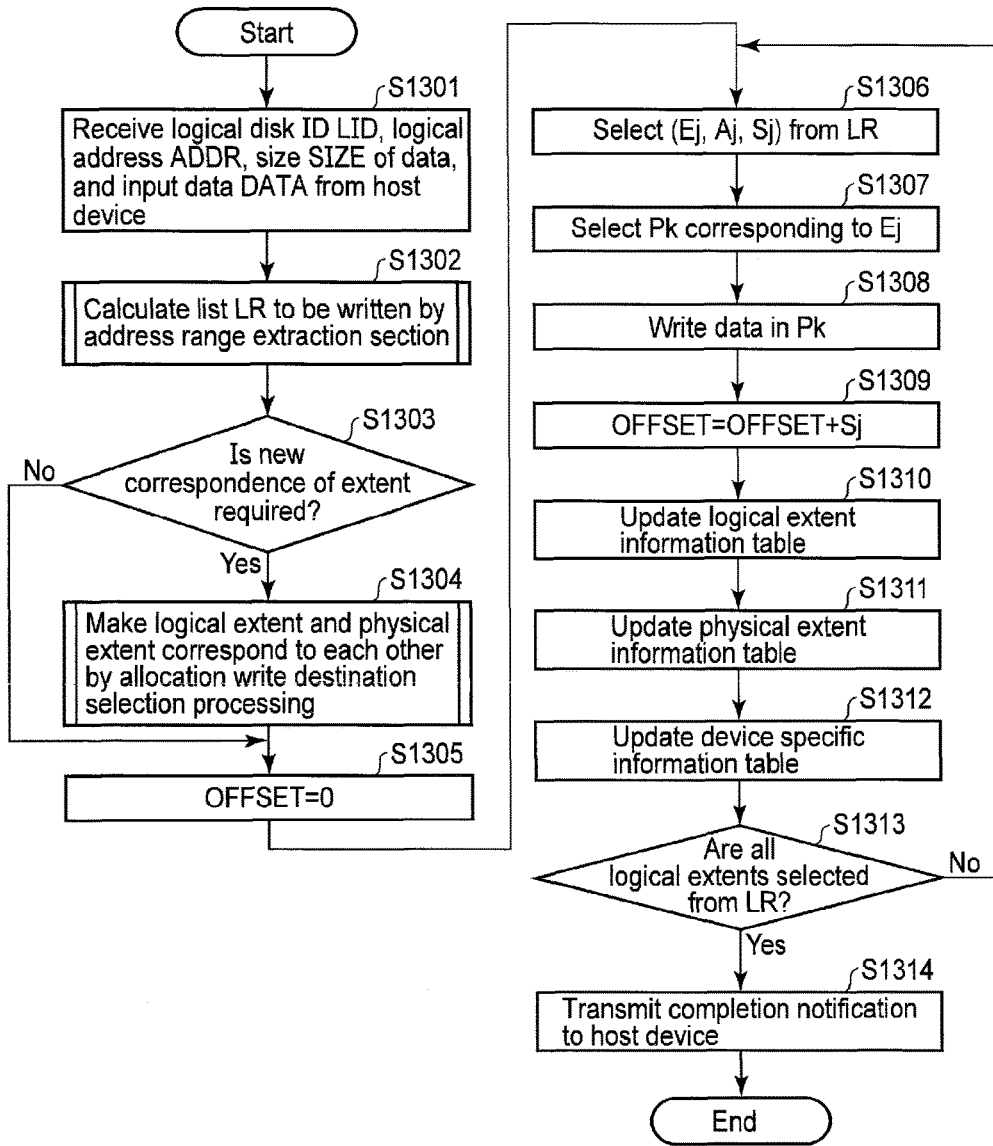 Start
S1301
Receive logical disk ID LID, logical
address ADDR, size SIZE of data,
and input data DATA from host
device
S1302
Calculate list LR to be written by
address range extraction section
S1303
Is new
correspondence of extent
required?
No
Yes
S1304
Make logical extent and physical
extent correspond to each other
by allocation write destination
selection processing
S1305
OFFSET=0
S1306
Select (Ej, Aj, Sj) from LR
S1307
Select Pk corresponding to Ej
S1308
Write data in Pk
S1309
OFFSET=OFFSET+Sj
S1310
Update logical extent
information table
S1311
Update physical extent
information table
S1312
Update device specific
information table
S1313
Are all
logical extents selected
from LR?
No
Yes
S1314
Transmit completion notification
to host device
End